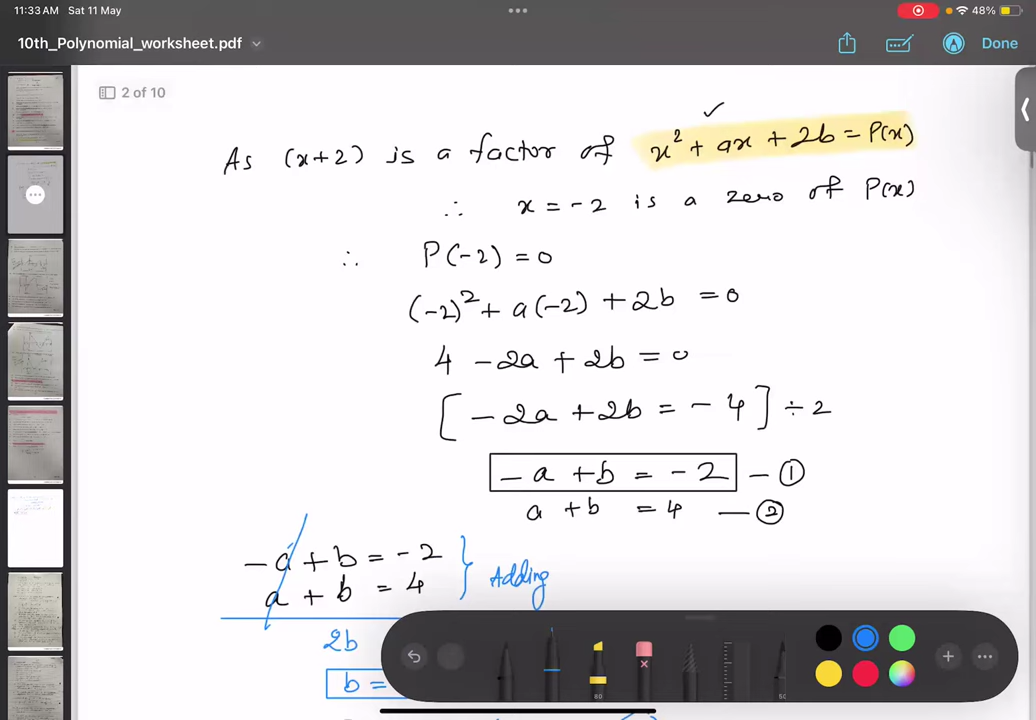 11:33 AM Sat 11 May
48%
10th_Polynomial_worksheet.pdf
Done
2 of 10
As (x+2) is a factor of x² + ax + 2b = P(x)
∴ x = -2 is a zero of P(x)
∴ P(-2) = 0
(-2)² + a(-2) + 2b = 0
4 - 2a + 2b = 0
[ - 2a + 2b = - 4 ] ÷ 2
- a + b = - 2 — ①
a + b = 4 — ②
- a + b = - 2
a + b = 4 } Adding
2b
b =
80
50